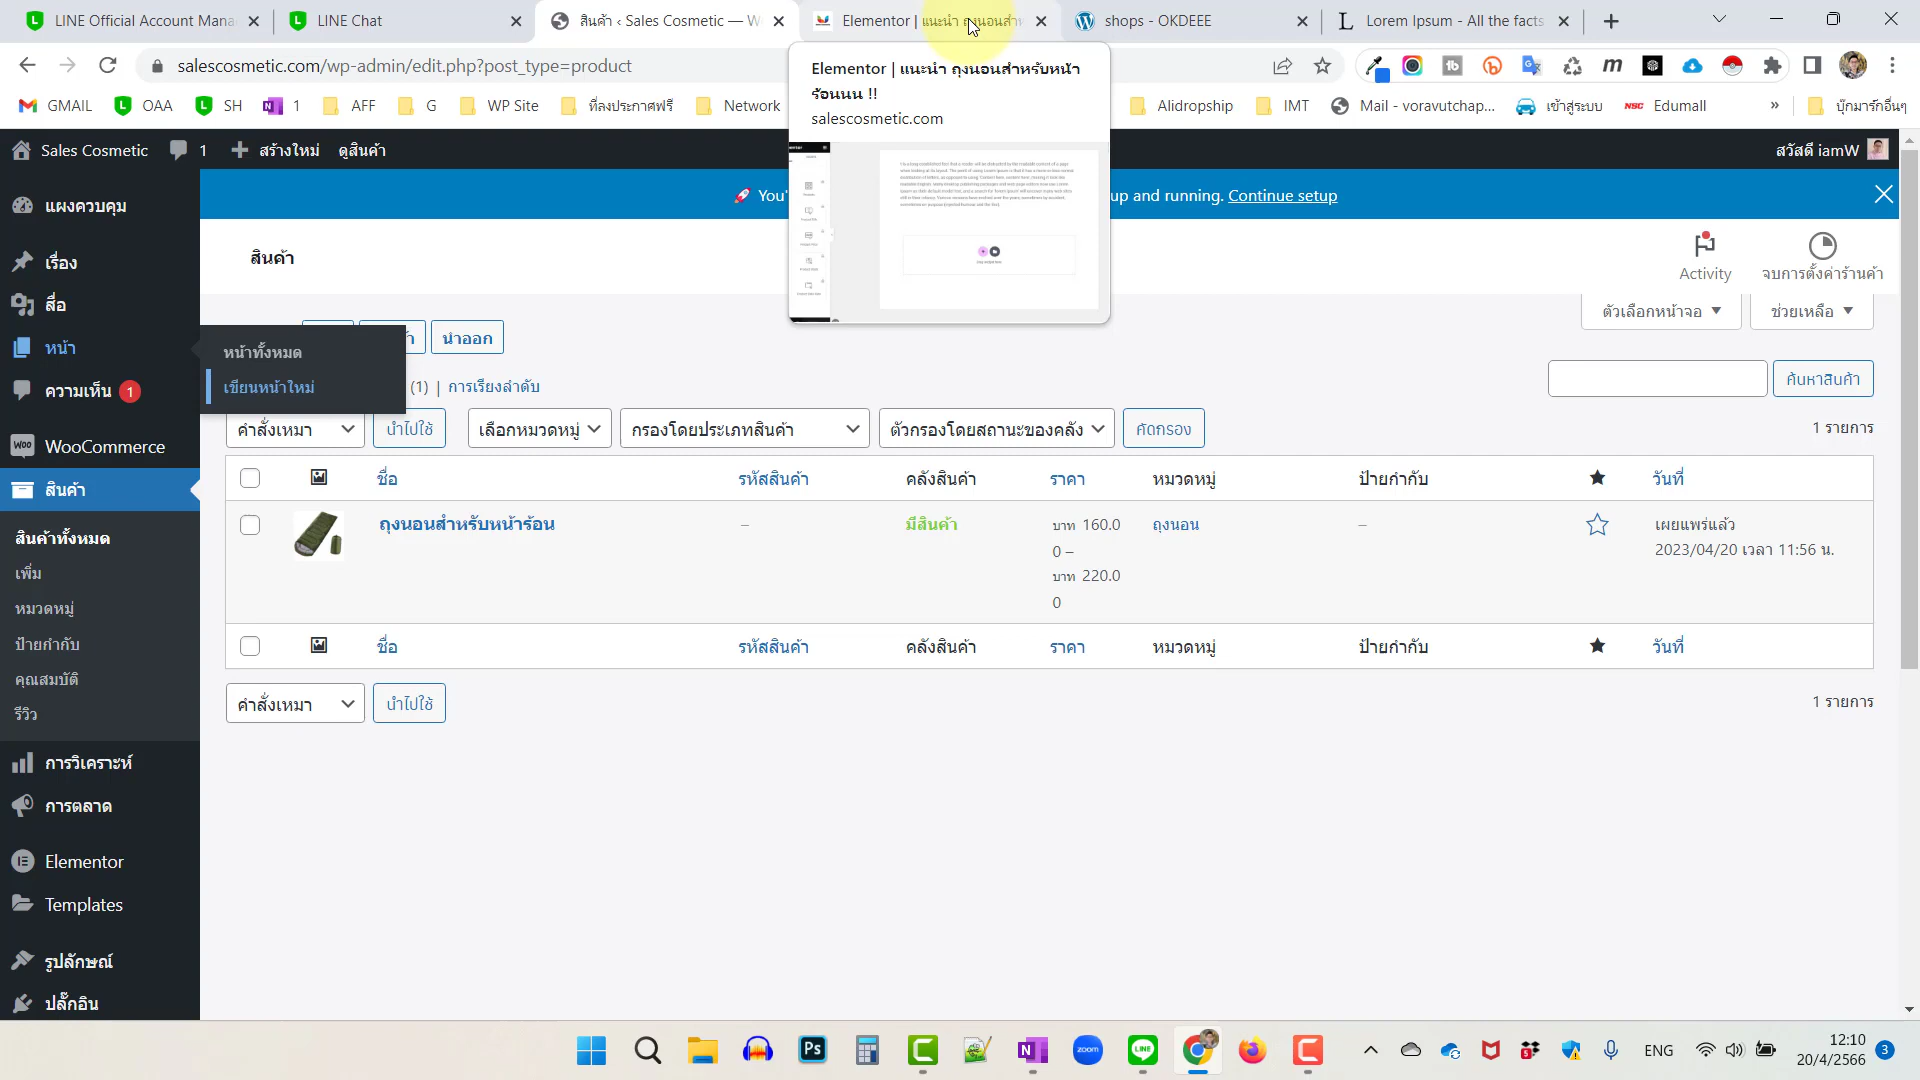 LINE Official Account Mana
LINE Chat
สินค้า ‹ Sales Cosmetic — W
Elementor | แนะนำ ถุงนอนสำห
shops - OKDEEE
Lorem Ipsum - All the facts
salescosmetic.com/wp-admin/edit.php?post_type=product
GMAIL
OAA
SH
1
AFF
G
WP Site
ที่ลงประกาศฟรี
Network
Alidropship
IMT
Mail - voravutchap...
เข้าสู่ระบบ
NSC Edumall
»
บุ๊กมาร์กอื่นๆ
Elementor | แนะนำ ถุงนอนสำหรับหน้า
ร้อนนน !!
salescosmetic.com
Sales Cosmetic
1
สร้างใหม่
ดูสินค้า
สวัสดี iamW
You'
up and running. Continue setup
แผงควบคุม
เรื่อง
สื่อ
หน้า
ความเห็น 1
WooCommerce
สินค้า
สินค้าทั้งหมด
เพิ่ม
หมวดหมู่
ป้ายกำกับ
คุณสมบัติ
รีวิว
การวิเคราะห์
การตลาด
Elementor
Templates
รูปลักษณ์
ปลั๊กอิน
หน้าทั้งหมด
เขียนหน้าใหม่
สินค้า
Activity
จบการตั้งค่าร้านค้า
ตัวเลือกหน้าจอ
ช่วยเหลือ
นำออก
(1) | การเรียงลำดับ
ค้นหาสินค้า
คำสั่งเหมา
นำไปใช้
เลือกหมวดหมู่
กรองโดยประเภทสินค้า
ตัวกรองโดยสถานะของคลัง
คัดกรอง
1 รายการ
ชื่อ
รหัสสินค้า
คลังสินค้า
ราคา
หมวดหมู่
ป้ายกำกับ
วันที่
ถุงนอนสำหรับหน้าร้อน
–
มีสินค้า
บาท 160.0
0 –
บาท 220.0
0
ถุงนอน
–
เผยแพร่แล้ว
2023/04/20 เวลา 11:56 น.
ชื่อ
รหัสสินค้า
คลังสินค้า
ราคา
หมวดหมู่
ป้ายกำกับ
วันที่
คำสั่งเหมา
นำไปใช้
1 รายการ
Ps
zoom
LINE
ENG
12:10
20/4/2566
3